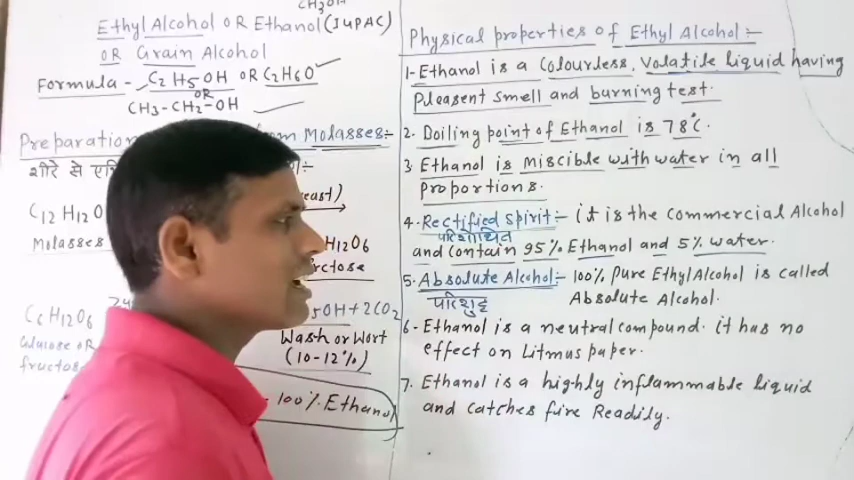 CH3OH
Ethyl Alcohol OR Ethanol (IUPAC)
OR Grain Alcohol
Formula - C2H5OH OR C2H6O
OR
CH3-CH2-OH
Preparation from Molasses:-
शीरे से
C12H12O
Molasses
H12O6
C6H12O6
5OH + 2CO2
Glucose OR
fructose
Wash or Wort
(10-12%)
100% Ethanol
Physical properties of Ethyl Alcohol:-
1- Ethanol is a Colourless, Volatile liquid having
Pleasent smell and burning test.
2. Boiling point of Ethanol is 78°C.
3. Ethanol is miscible with water in all
proportions.
4- Rectified spirit:- it is the Commercial Alcohol
परिशोधित
and contain 95% Ethanol and 5% water.
5. Absolute Alcohol:- 100% pure Ethyl Alcohol is called
परिशुद्ध
Absolute Alcohol.
6- Ethanol is a neutral compound. it has no
effect on Litmus paper.
7. Ethanol is a highly inflammable liquid
and catches fire Readily.